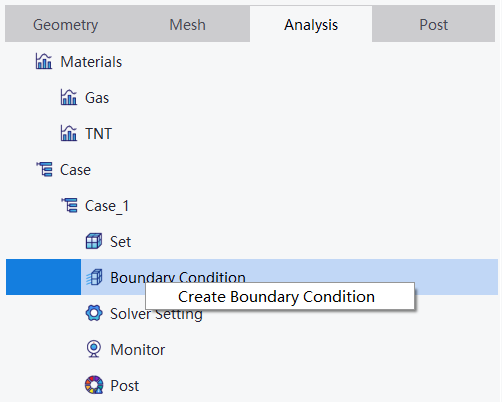 Geometry Mesh Analysis Post
Materials
Gas
TNT
Case
Case_1
Set
Boundary Condition
Create Boundary Condition
Solver Setting
Monitor
Post